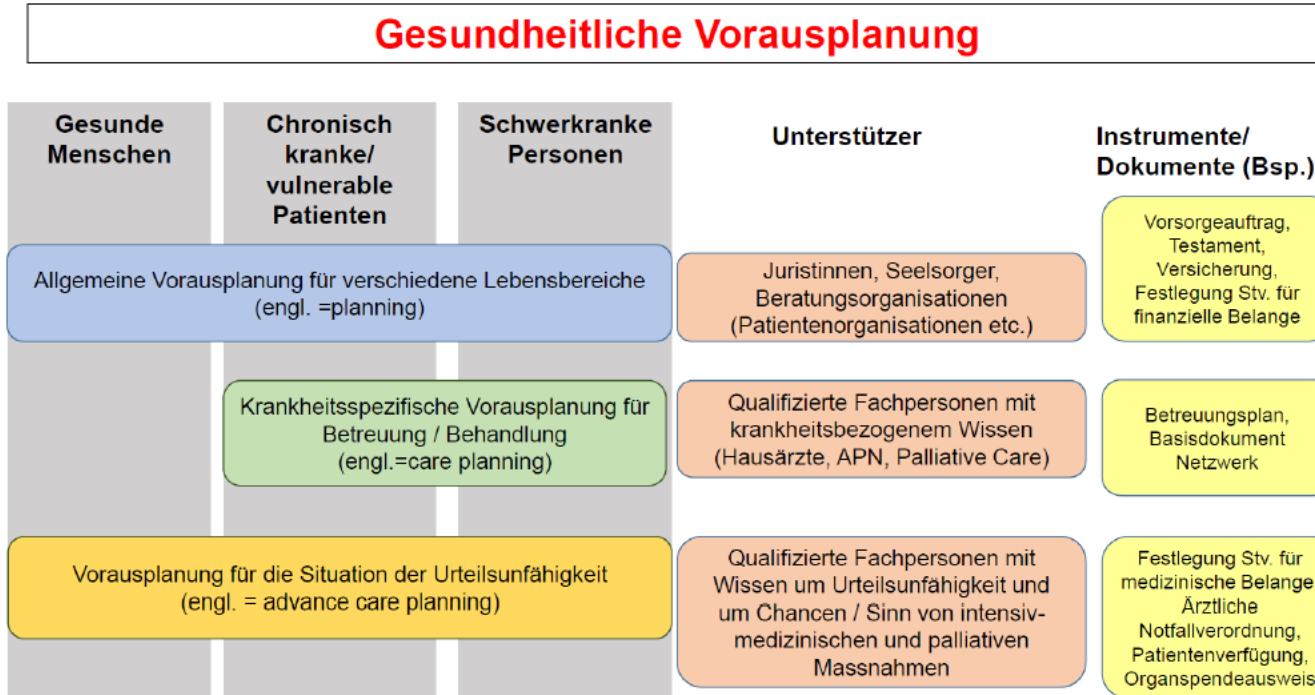 Gesundheitliche Vorausplanung
Gesunde
Menschen
Chronisch
kranke/
vulnerable
Patienten
Schwerkranke
Personen
Unterstützer
Instrumente/
Dokumente (Bsp.)
Allgemeine Vorausplanung für verschiedene Lebensbereiche
(engl. =planning)
Juristinnen, Seelsorger,
Beratungsorganisationen
(Patientenorganisationen etc.)
Vorsorgeauftrag,
Testament,
Versicherung,
Festlegung Stv. für
finanzielle Belange
Krankheitsspezifische Vorausplanung für
Betreuung / Behandlung
(engl.=care planning)
Qualifizierte Fachpersonen mit
krankheitsbezogenem Wissen
(Hausärzte, APN, Palliative Care)
Betreuungsplan,
Basisdokument
Netzwerk
Vorausplanung für die Situation der Urteilsunfähigkeit
(engl. = advance care planning)
Qualifizierte Fachpersonen mit
Wissen um Urteilsunfähigkeit und
um Chancen / Sinn von intensiv-
medizinischen und palliativen
Massnahmen
Festlegung Stv. für
medizinische Belange
Ärztliche
Notfallverordnung,
Patientenverfügung,
Organspendeausweis